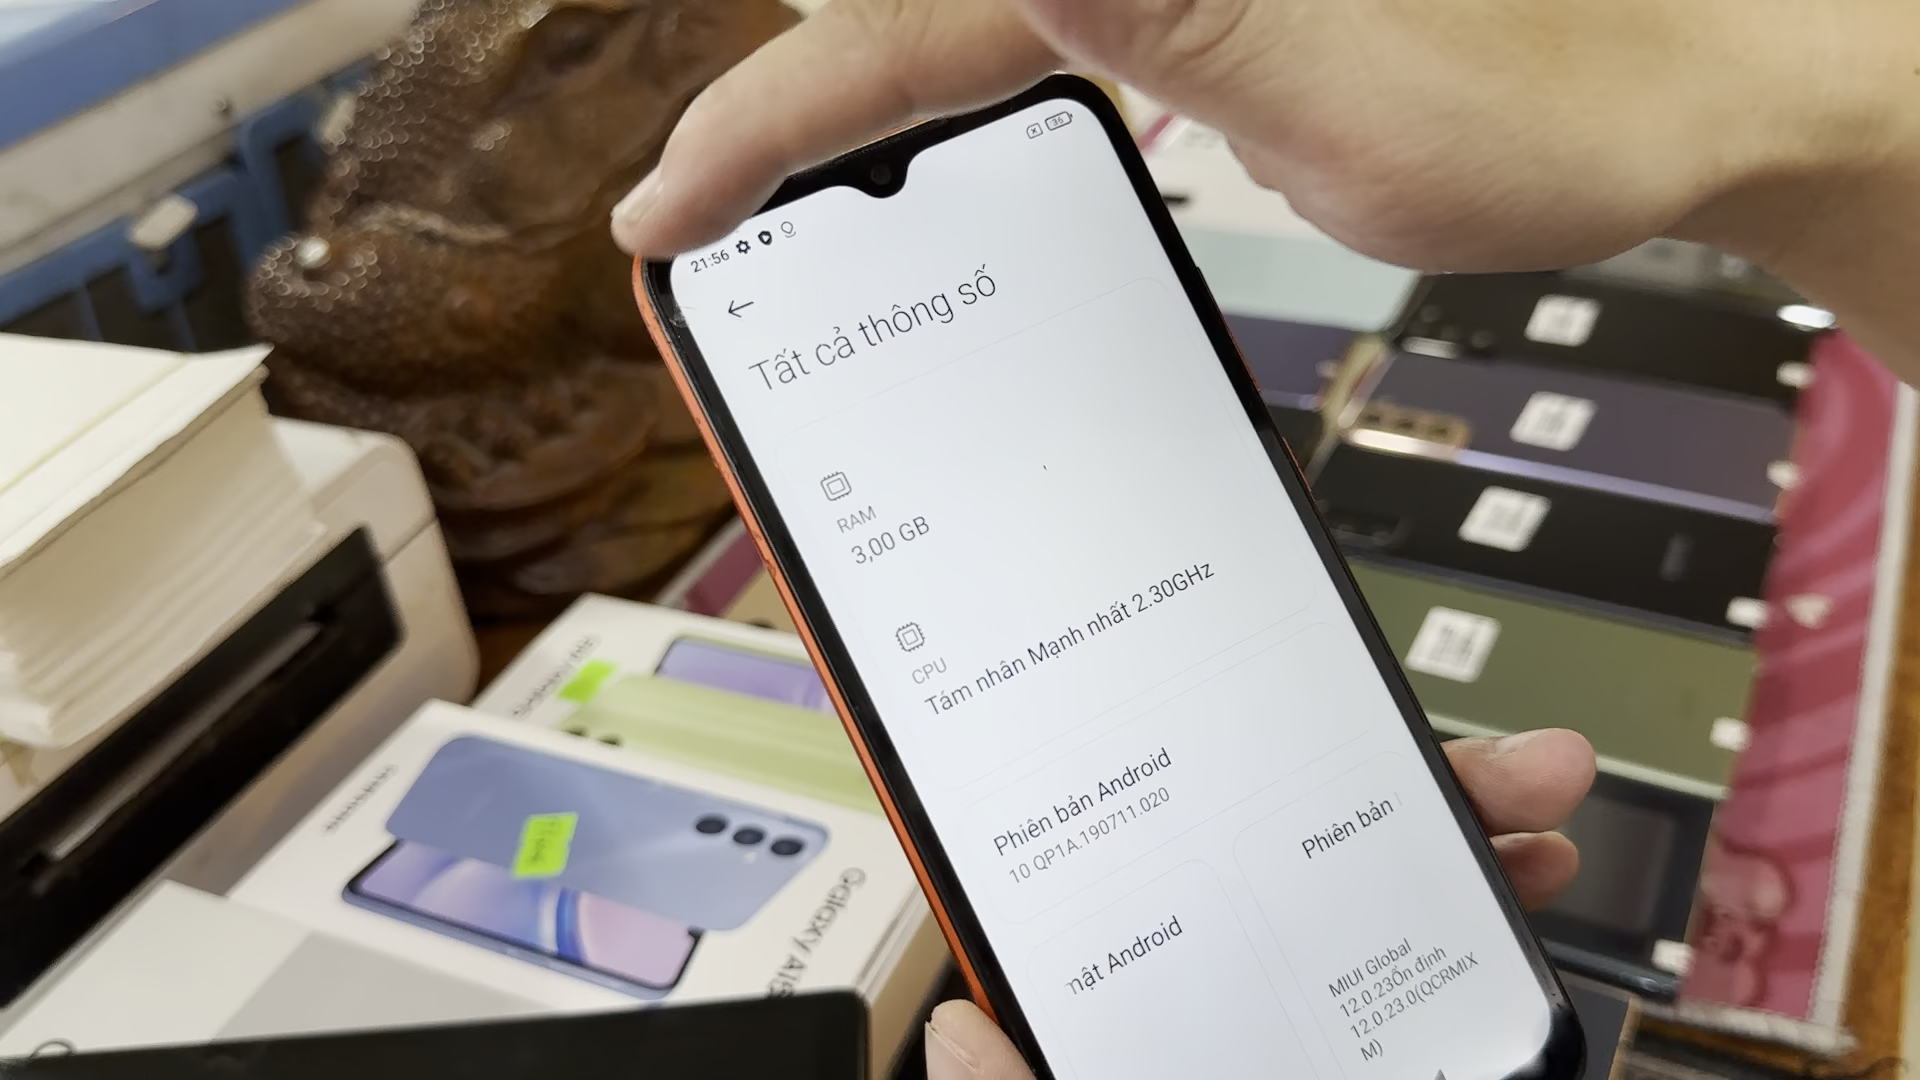 21:56
36
Tất cả thông số
RAM
3,00 GB
CPU
Tám nhân Mạnh nhất 2.30GHz
Phiên bản Android
10 QP1A.190711.020
mật Android
Phiên bản
MIUI Global
12.0.23Ổn định
12.0.23.0(QCRMIX
M)
SAMSUNG
Galaxy A15